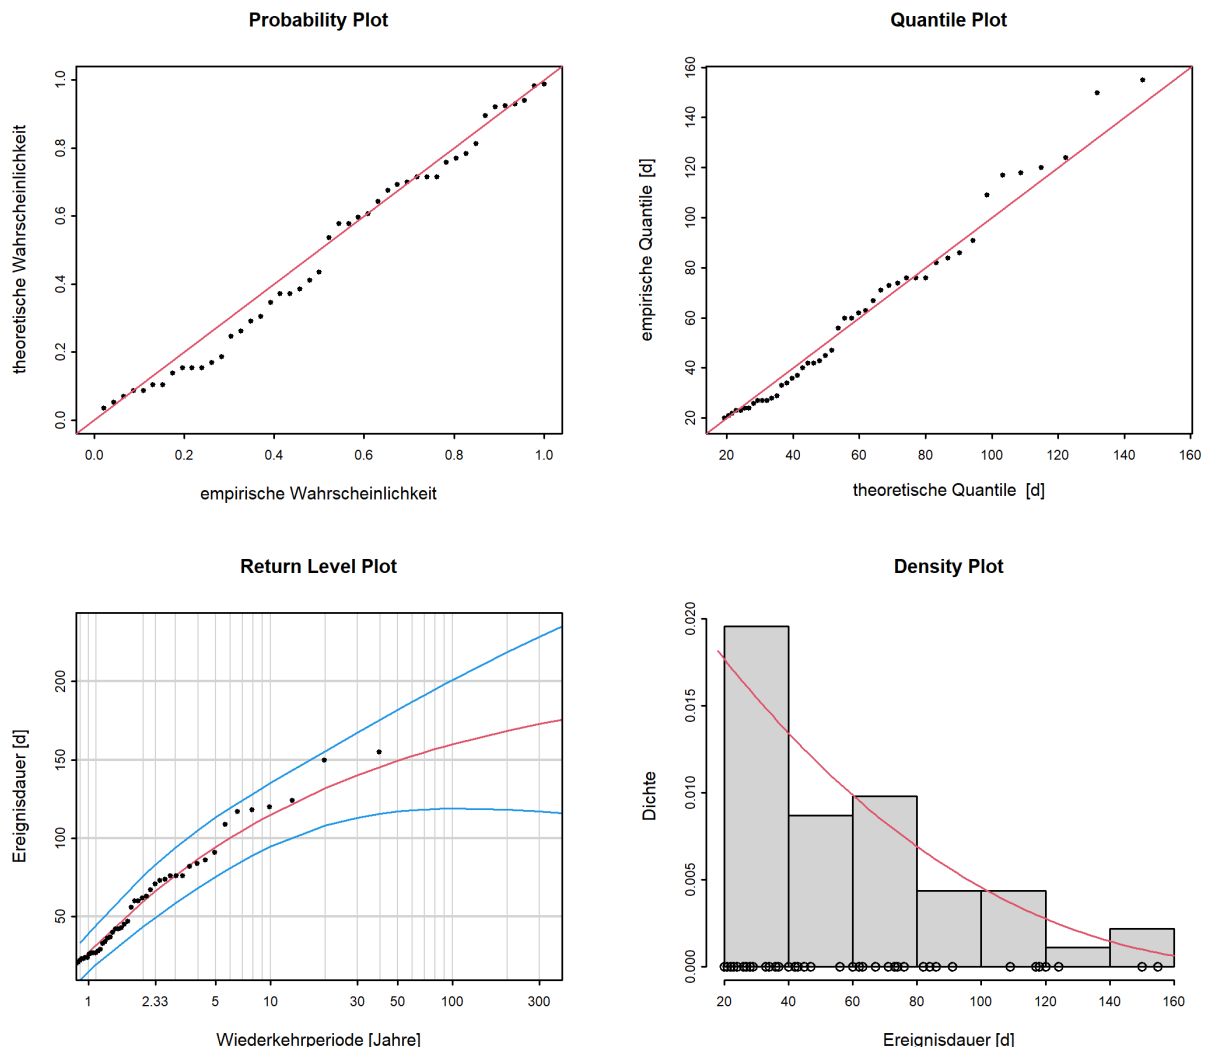 Probability Plot
theoretische Wahrscheinlichkeit
0.0 0.2 0.4 0.6 0.8 1.0
0.0 0.2 0.4 0.6 0.8 1.0
empirische Wahrscheinlichkeit
Quantile Plot
empirische Quantile [d]
20 40 60 80 100 120 140 160
20 40 60 80 100 120 140 160
theoretische Quantile [d]
Return Level Plot
Ereignisdauer [d]
50 100 150 200
1 2.33 5 10 30 50 100 300
Wiederkehrperiode [Jahre]
Density Plot
Dichte
0.000 0.005 0.010 0.015 0.020
20 40 60 80 100 120 140 160
Ereignisdauer [d]